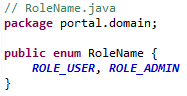 // RoleName.java
package portal.domain;
public enum RoleName {
ROLE_USER, ROLE_ADMIN
}